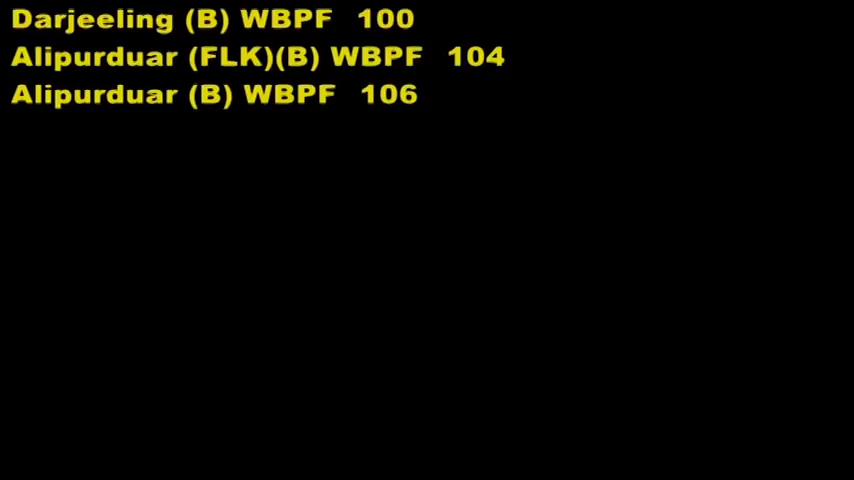 Darjeeling (B) WBPF 100
Alipurduar (FLK)(B) WBPF 104
Alipurduar (B) WBPF 106